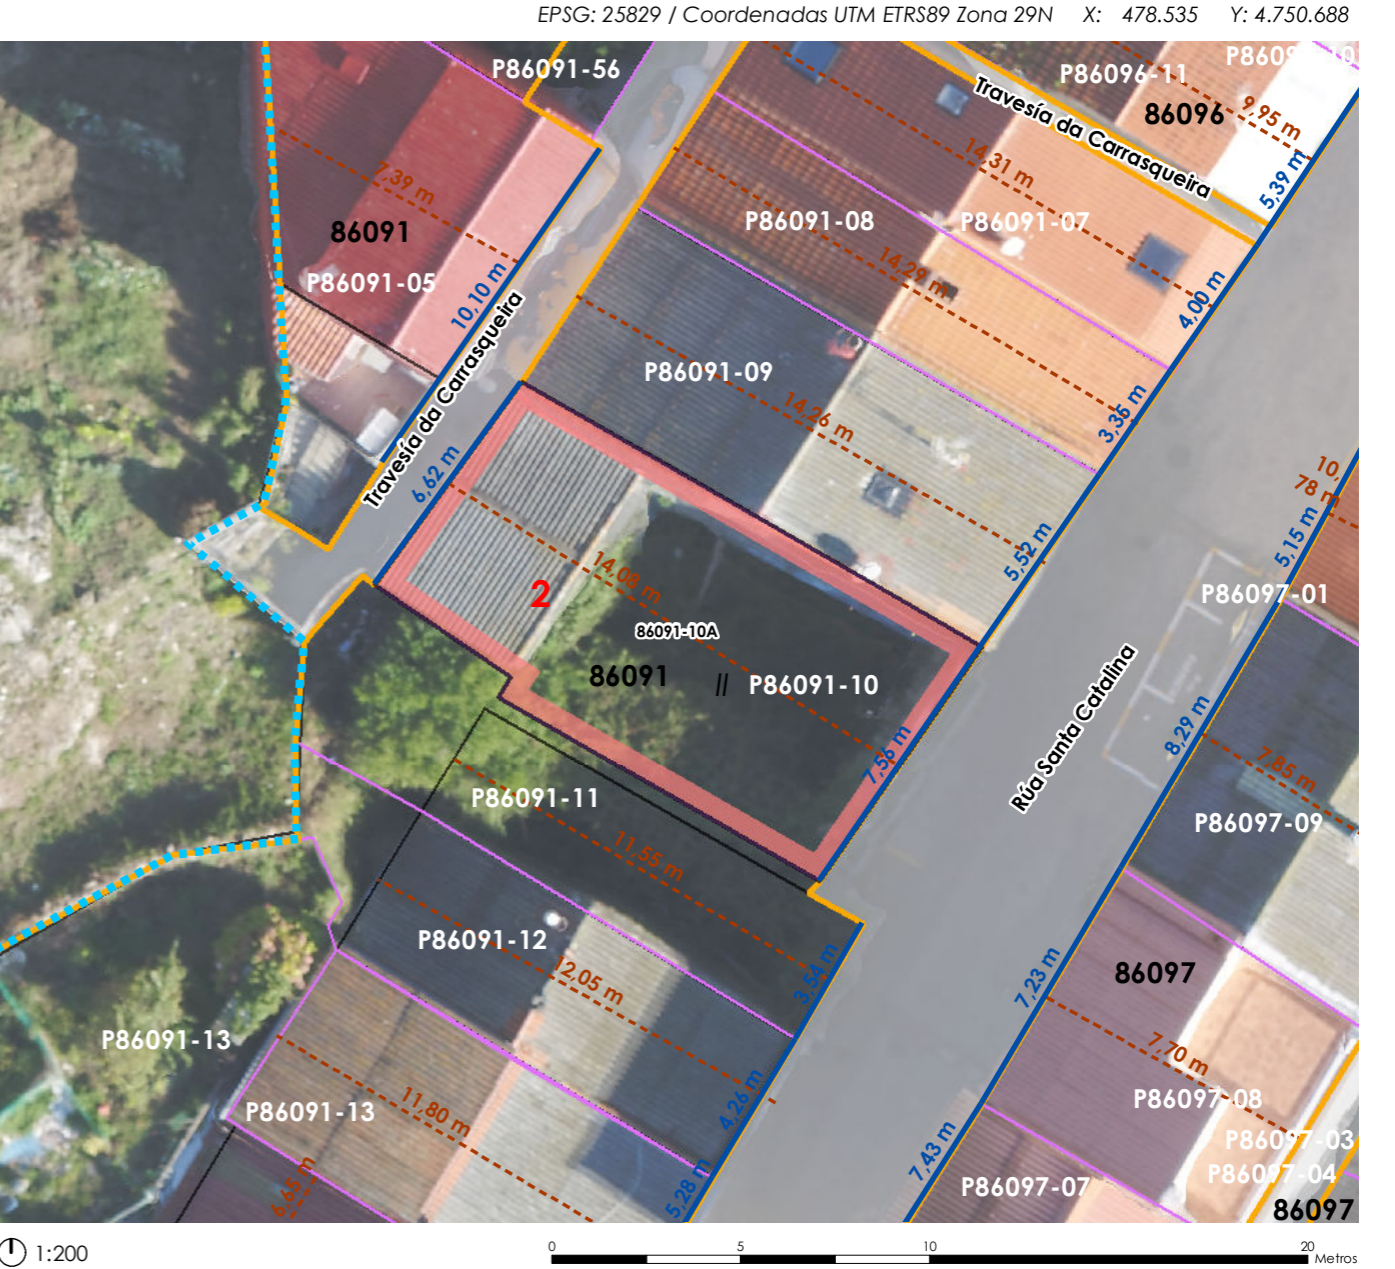 EPSG: 25829 / Coordenadas UTM ETRS89 Zona 29N X: 478.535 Y: 4.750.688
P86091-56
P86096-11
86096
9,95 m
Travesía da Carrasqueira
5,39 m
7,39 m
14,31 m
86091
P86091-08
P86091-07
P86091-05
14,29 m
10,10 m
4,00 m
Travesía da Carrasqueira
P86091-09
14,26 m
3,35 m
6,62 m
10,
78 m
5,15 m
5,52 m
14,08 m
2
P86097-01
86091-10A
86091
//
P86091-10
Rúa Santa Catalina
7,56 m
8,29 m
7,85 m
P86091-11
P86097-09
11,55 m
P86091-12
12,05 m
3,54 m
86097
7,23 m
P86091-13
7,70 m
P86097-08
4,26 m
P86091-13
11,80 m
P86097-03
7,43 m
P86097-04
P86097-07
6,65 m
5,28 m
86097
1:200
0 5 10 20
Metros